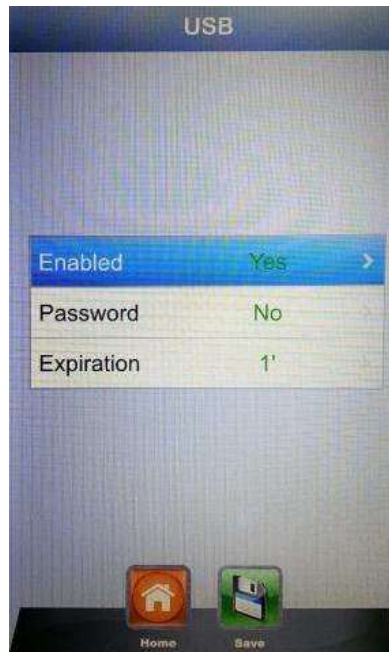 USB
Enabled Yes
Password No
Expiration 1'
Home Save